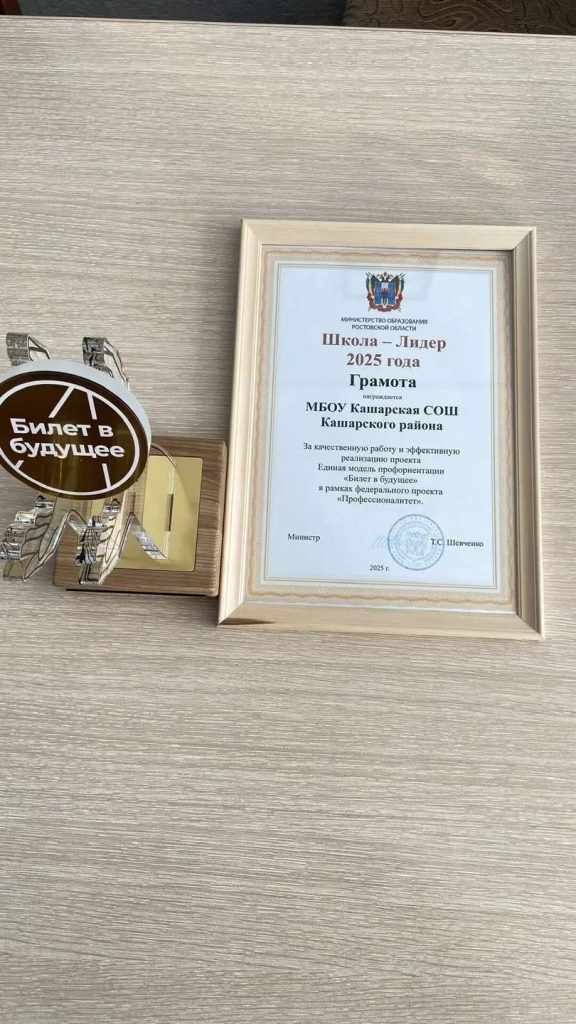 Билет в
будущее
МИНИСТЕРСТВО ОБРАЗОВАНИЯ
РОСТОВСКОЙ ОБЛАСТИ
Школа – Лидер
2025 года
Грамота
награждается
МБОУ Кашарская СОШ
Кашарского района
За качественную работу и эффективную
реализацию проекта
Единая модель профориентации
«Билет в будущее»
в рамках федерального проекта
«Профессионалитет».
Министр
Т.С. Шевченко
2025 г.